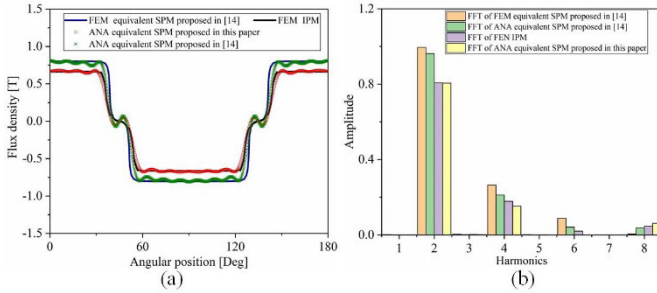 FEM equivalent SPM proposed in [14] FEM IPM
ANA equivalent SPM proposed in this paper
ANA equivalent SPM proposed in [14]
1.5
1.0
0.5
0.0
-0.5
-1.0
-1.5
Flux density [T]
0 60 120 180
Angular position [Deg]
(a)
FFT of FEM equivalent SPM proposed in [14]
FFT of ANA equivalent SPM proposed in [14]
FFT of FEN IPM
FFT of ANA equivalent SPM proposed in this paper
1.2
0.8
0.4
0.0
Amplitude
1 2 3 4 5 6 7 8
Harmonics
(b)